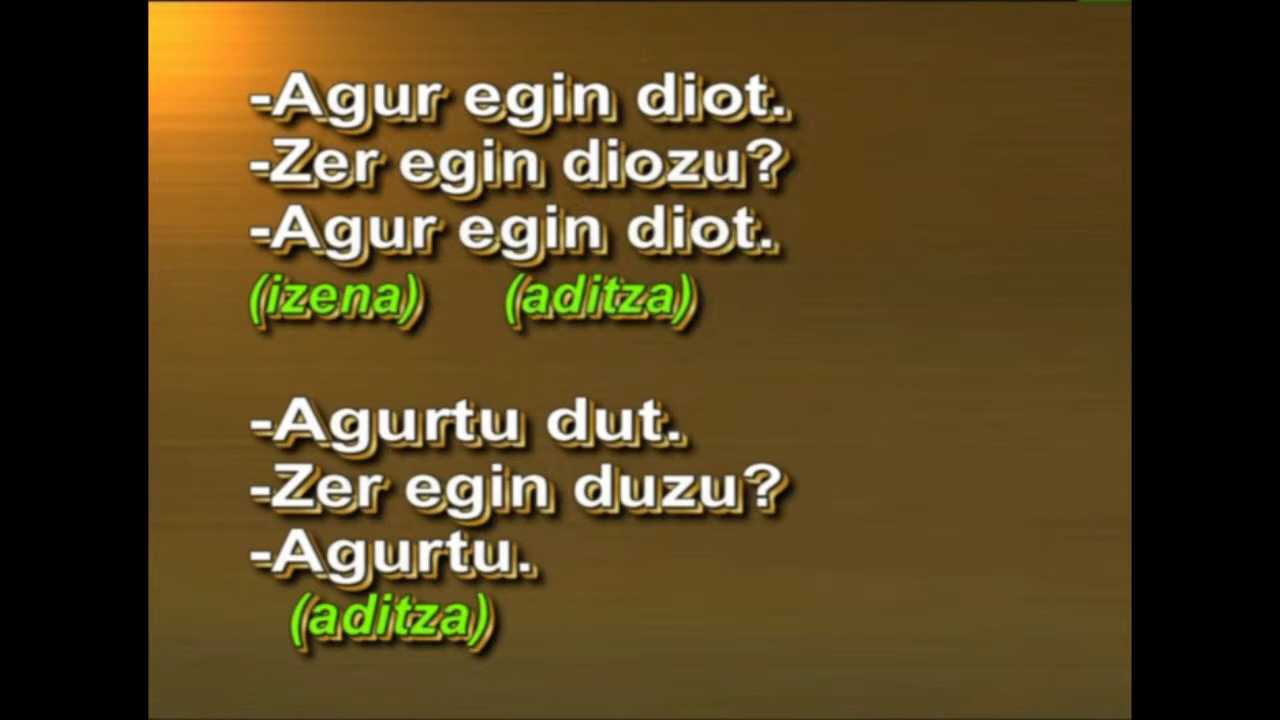 -Agur egin diot.
-Zer egin diozu?
-Agur egin diot.
(izena) (aditza)
-Agurtu dut.
-Zer egin duzu?
-Agurtu.
(aditza)